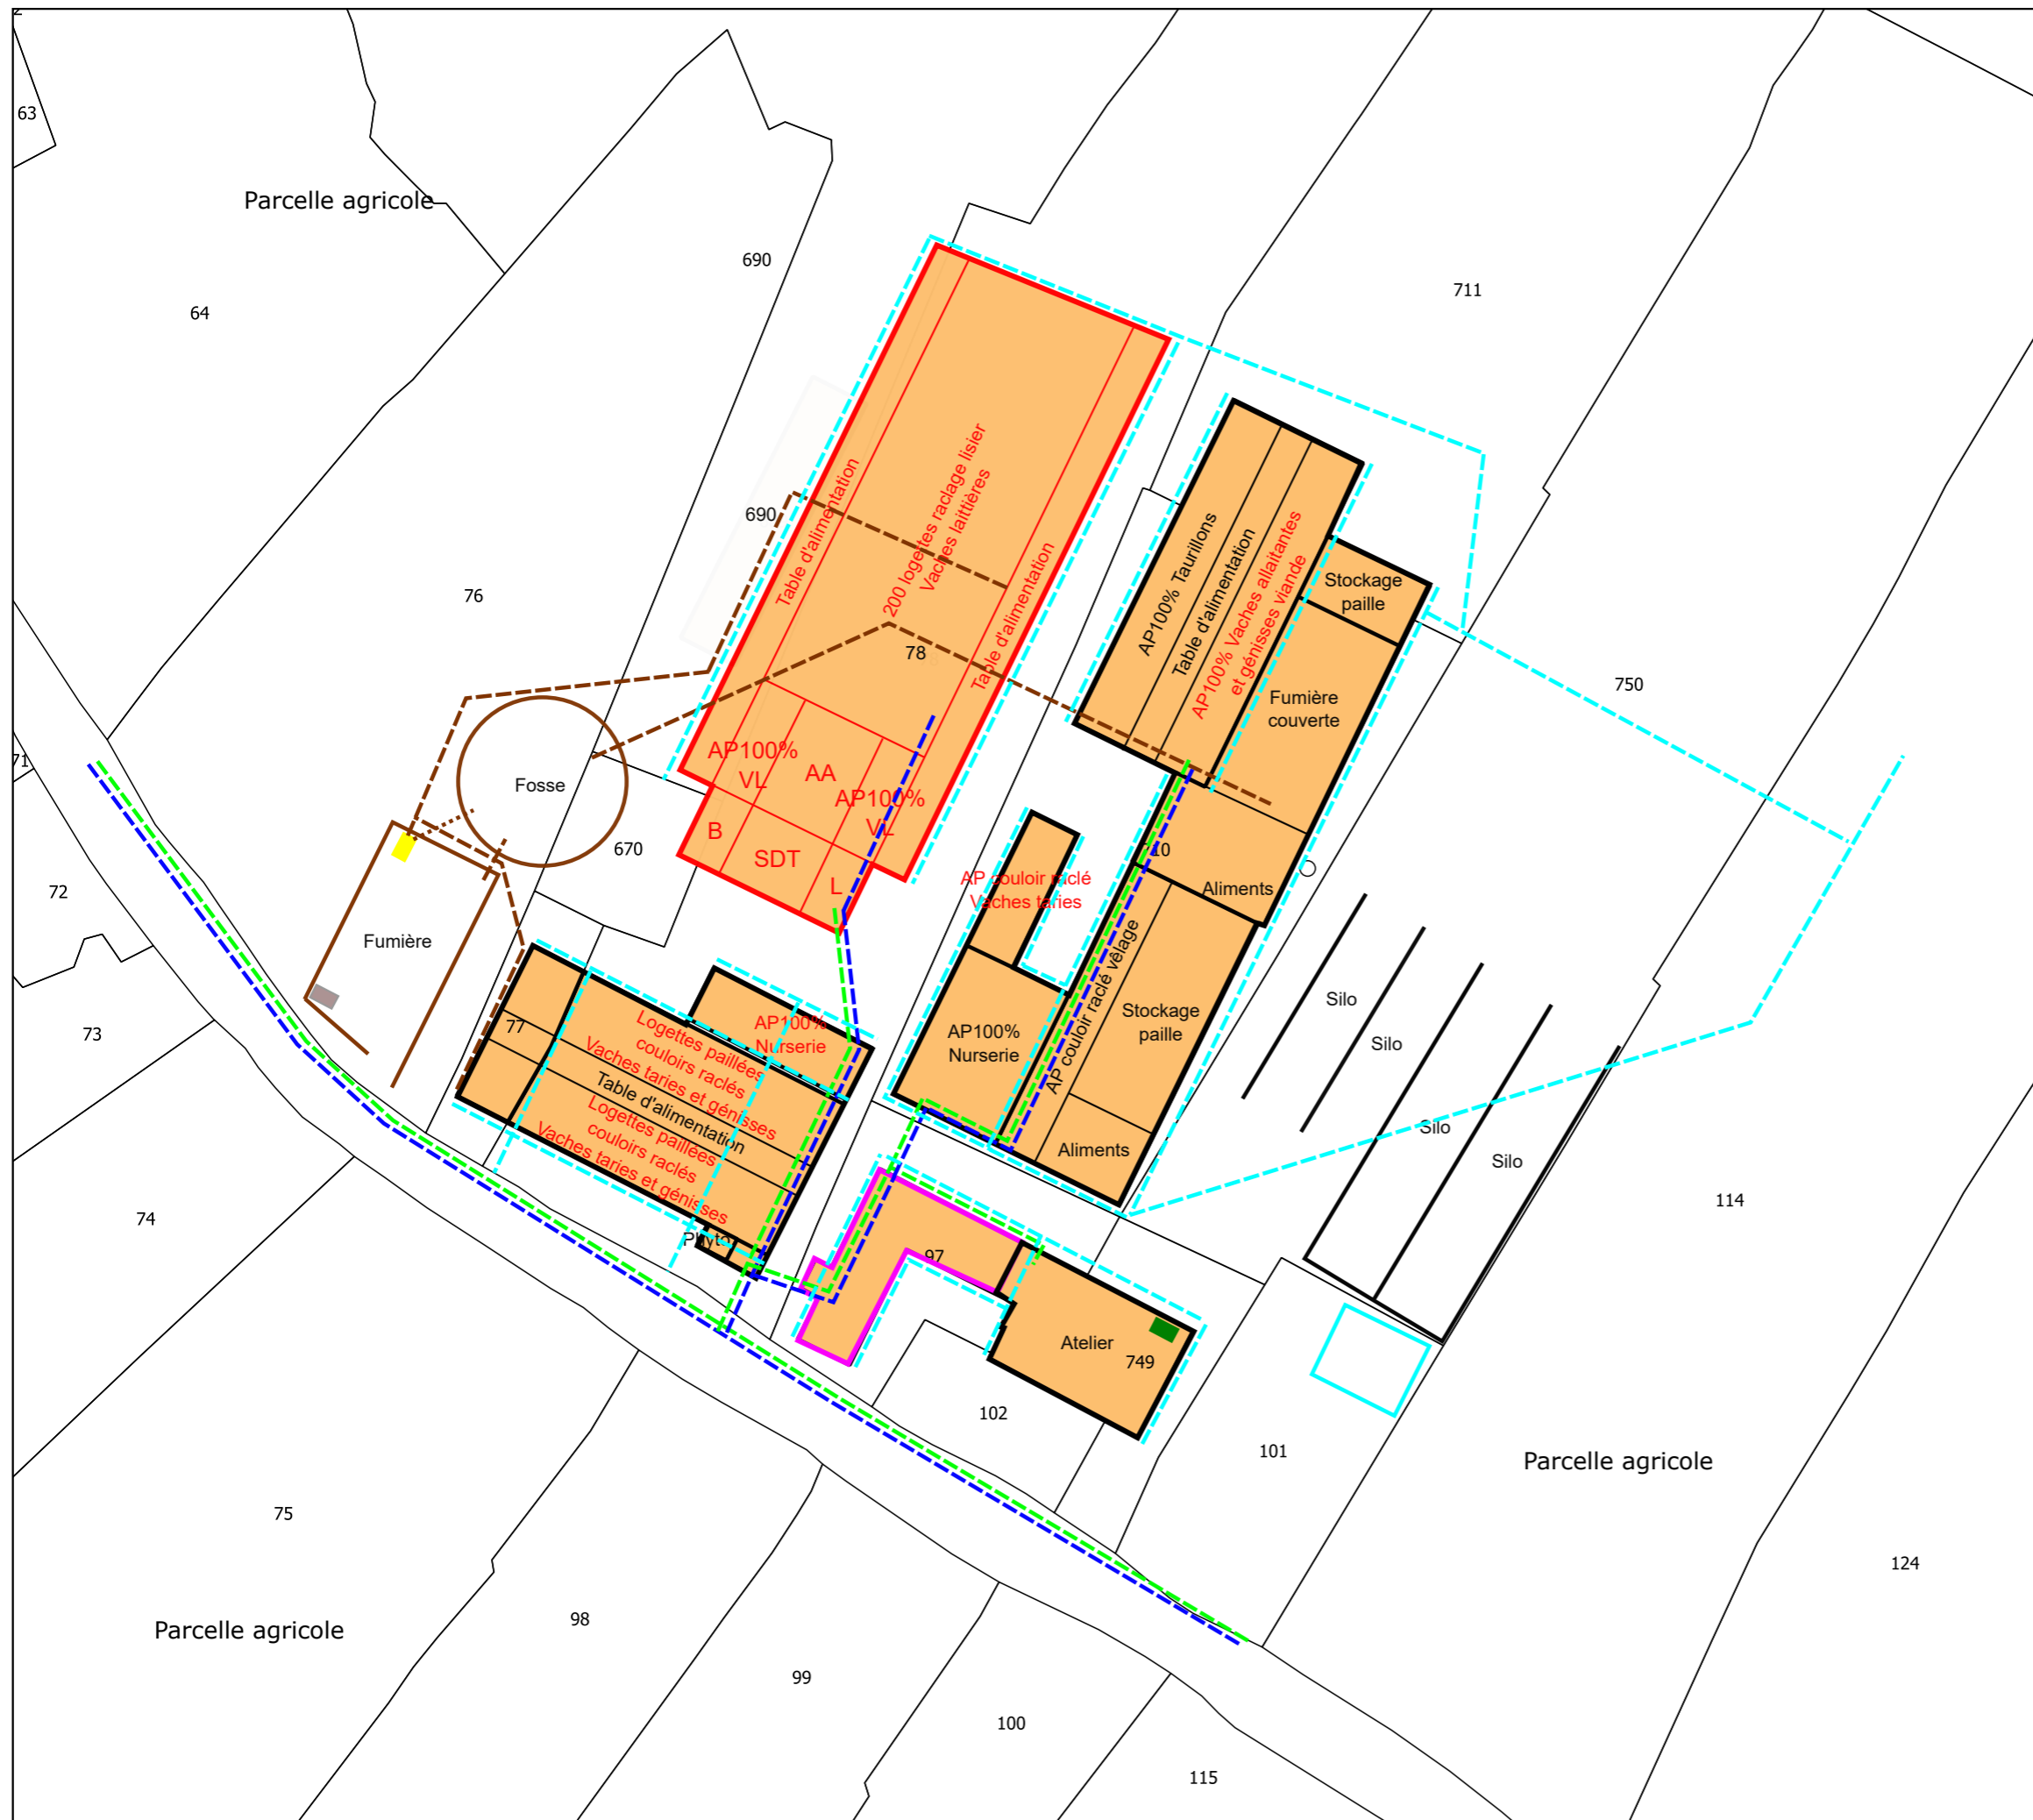 63
Parcelle agricole
64
690
711
690
76
78
750
71
72
73
74
75
Parcelle agricole
670
Table d'alimentation
200 logettes raclage lisier
Vaches laittières
Table d'alimentation
AP100%
VL
AA
AP100%
VL
B
SDT
L
AP100% Taurillons
Table d'alimentation
AP100% Vaches allaitantes
et génisses viande
Stockage
paille
Fumière
couverte
10
Aliments
Fosse
Fumière
AP couloir raclé
Vaches taries
AP100%
Nurserie
AP couloir raclé vêlage
Stockage
paille
Aliments
77
AP100%
Nurserie
Logettes paillées
couloirs raclés
Vaches taries et génisses
Table d'alimentation
Logettes paillées
couloirs raclés
Vaches taries et génisses
Phyto
Silo
Silo
Silo
Silo
97
Atelier
749
102
101
114
Parcelle agricole
124
98
99
100
115